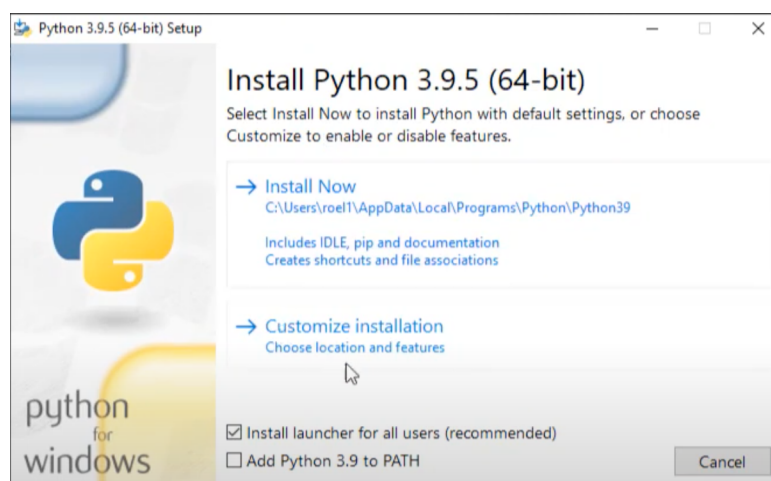 Python 3.9.5 (64-bit) Setup
Install Python 3.9.5 (64-bit)
Select Install Now to install Python with default settings, or choose
Customize to enable or disable features.
Install Now
C:\Users\roel1\AppData\Local\Programs\Python\Python39
Includes IDLE, pip and documentation
Creates shortcuts and file associations
Customize installation
Choose location and features
python
for
windows
Install launcher for all users (recommended)
Add Python 3.9 to PATH
Cancel